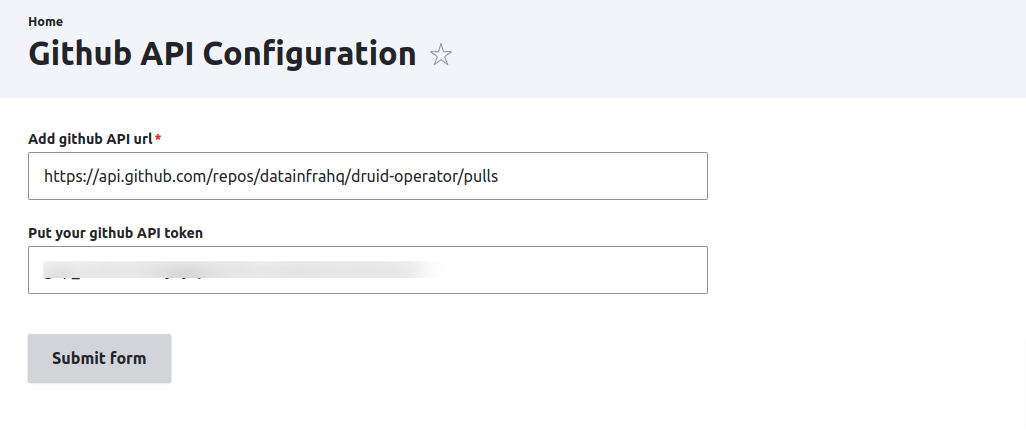 Home
Github API Configuration
Add github API url*
https://api.github.com/repos/datainfrahq/druid-operator/pulls
Put your github API token
Submit form